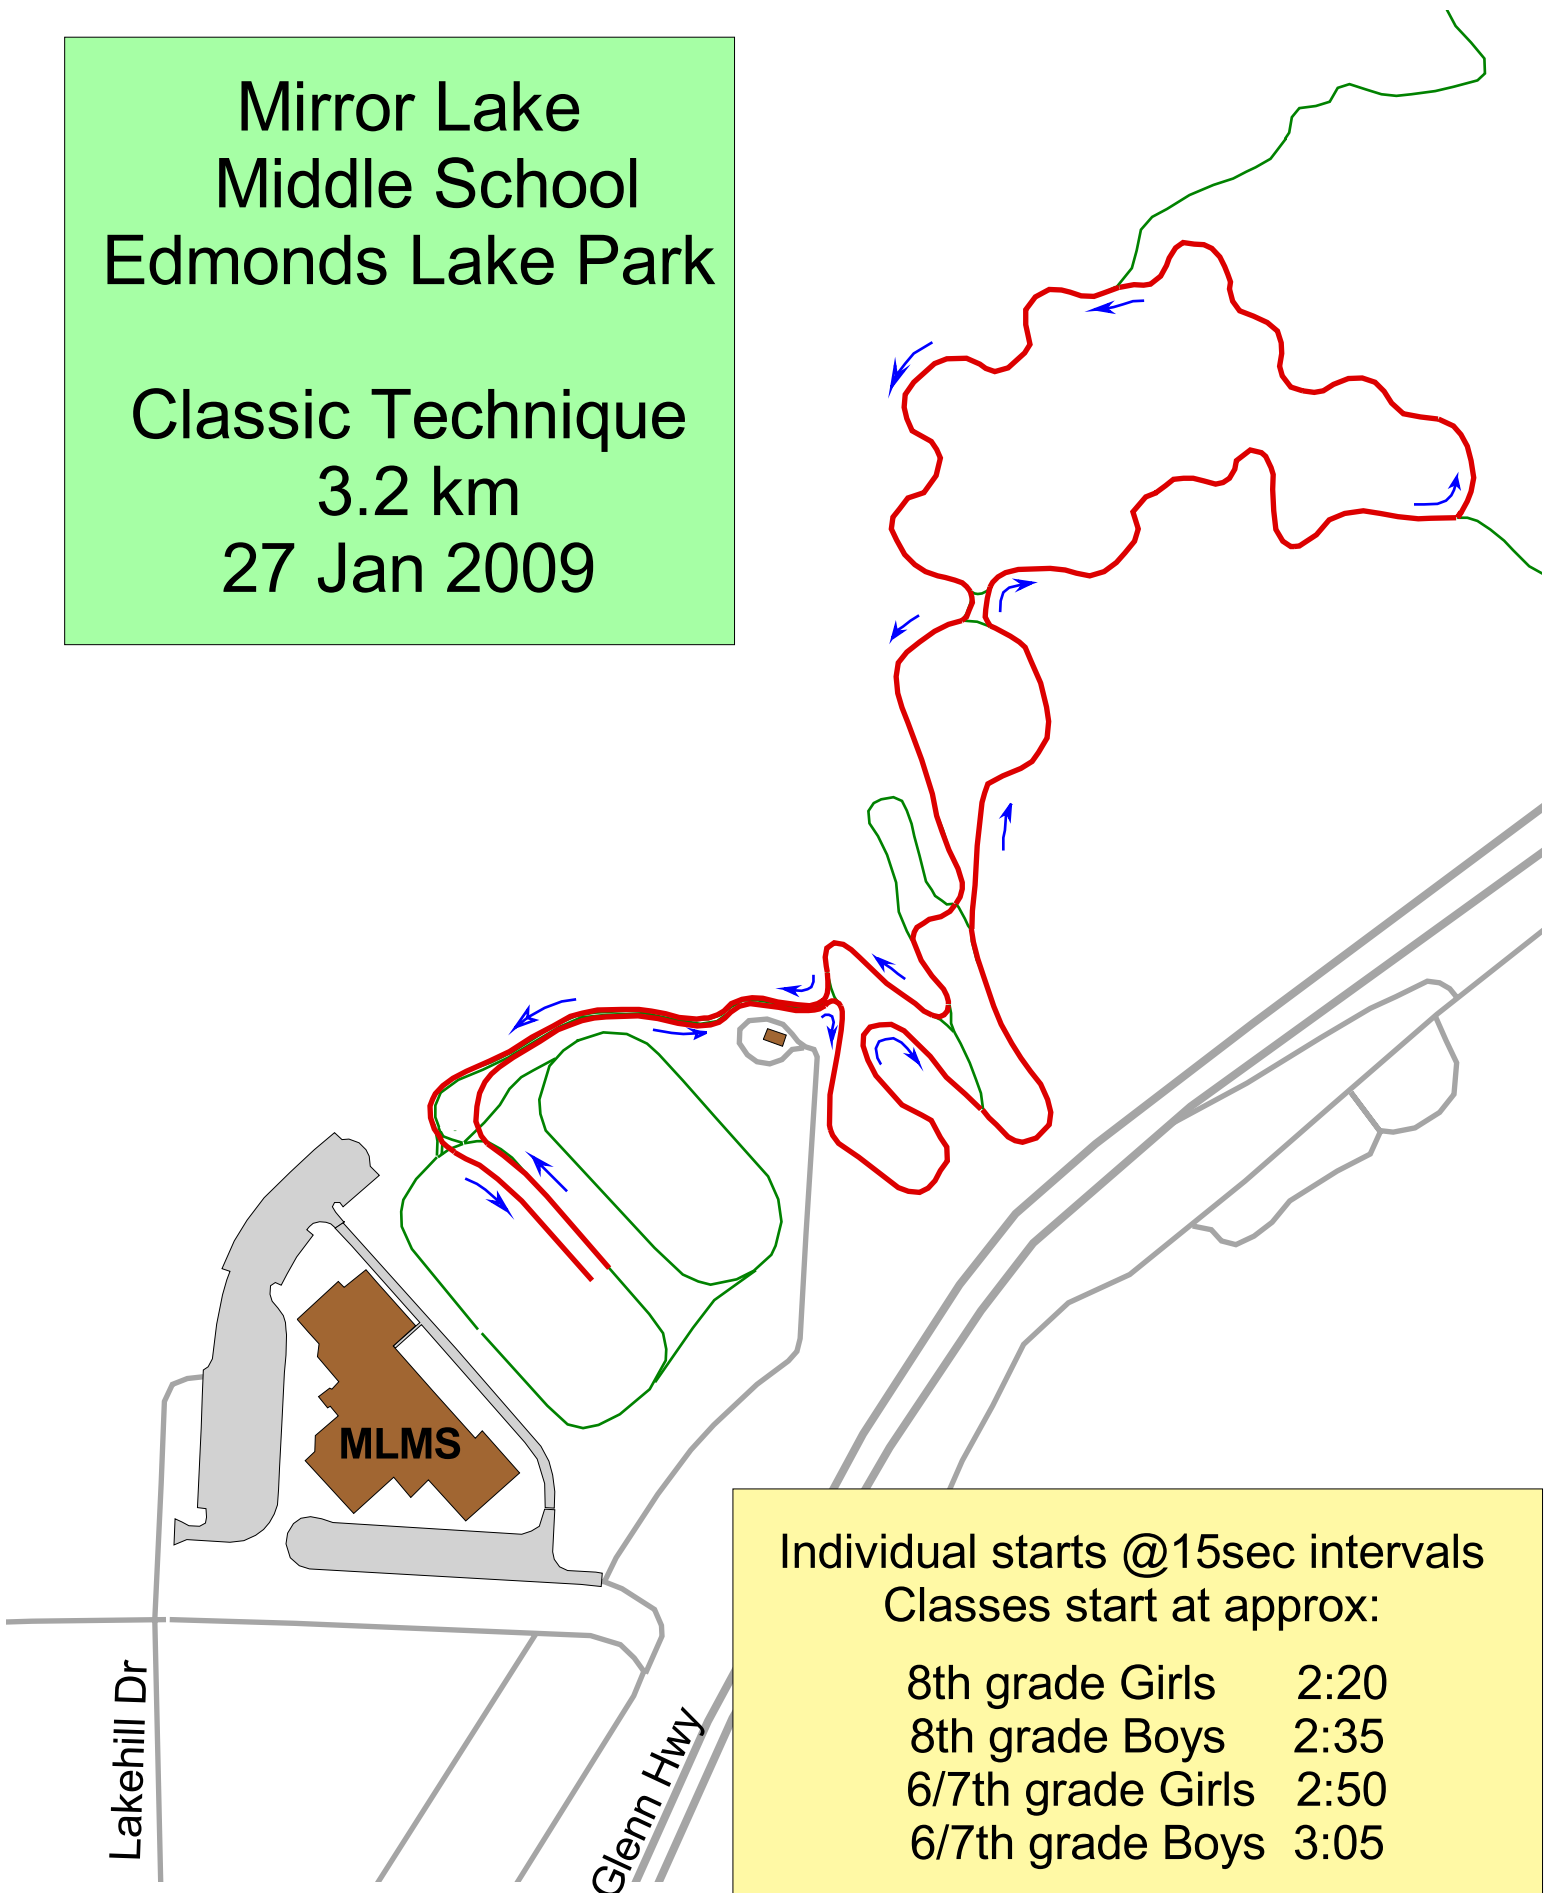 Mirror Lake
Middle School
Edmonds Lake Park
Classic Technique
3.2 km
27 Jan 2009
MLMS
Lakehill Dr
Glenn Hwy
Individual starts @15sec intervals
Classes start at approx:
8th grade Girls 2:20
8th grade Boys 2:35
6/7th grade Girls 2:50
6/7th grade Boys 3:05